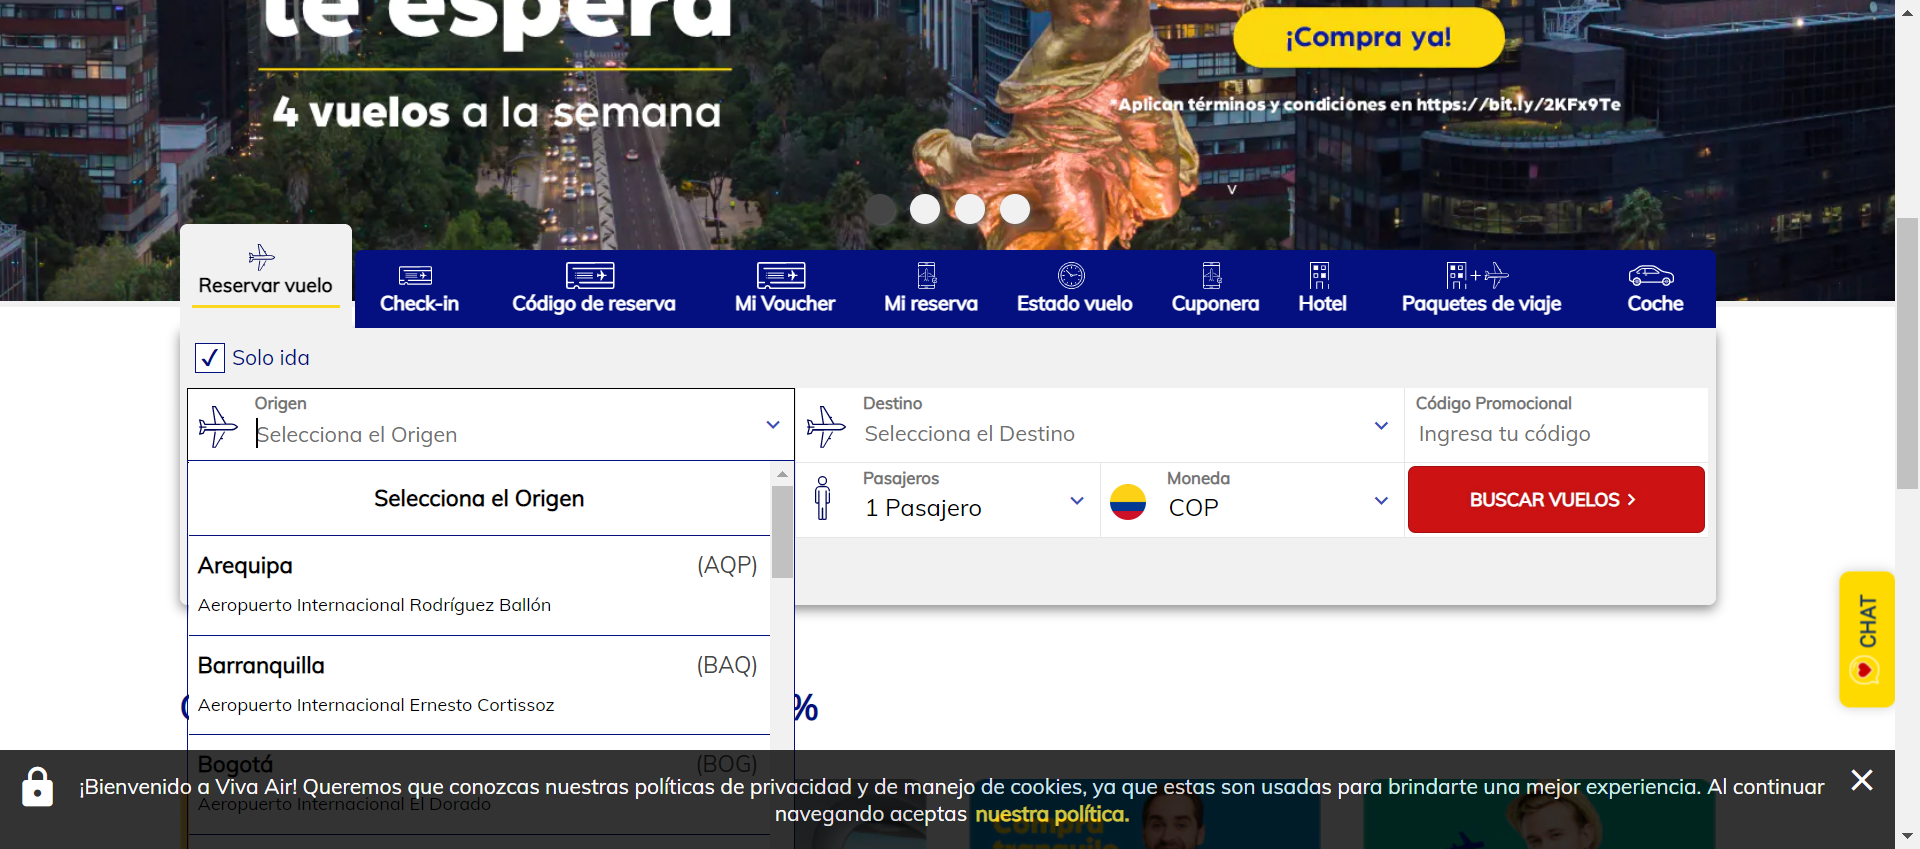 te espera
4 vuelos a la semana
¡Compra ya!
*Aplican términos y condiciones en https://bit.ly/2KFx9Te
Reservar vuelo
Check-in
Código de reserva
Mi Voucher
Mi reserva
Estado vuelo
Cuponera
Hotel
Paquetes de viaje
Coche
Solo ida
Origen
Selecciona el Origen
Destino
Selecciona el Destino
Código Promocional
Ingresa tu código
Pasajeros
1 Pasajero
Moneda
COP
BUSCAR VUELOS >
Selecciona el Origen
Arequipa (AQP)
Aeropuerto Internacional Rodríguez Ballón
Barranquilla (BAQ)
Aeropuerto Internacional Ernesto Cortissoz
%
Bogotá (BOG)
Aeropuerto Internacional El Dorado
CHAT
¡Bienvenido a Viva Air! Queremos que conozcas nuestras políticas de privacidad y de manejo de cookies, ya que estas son usadas para brindarte una mejor experiencia. Al continuar
navegando aceptas nuestra política.
Compra
tranquilo